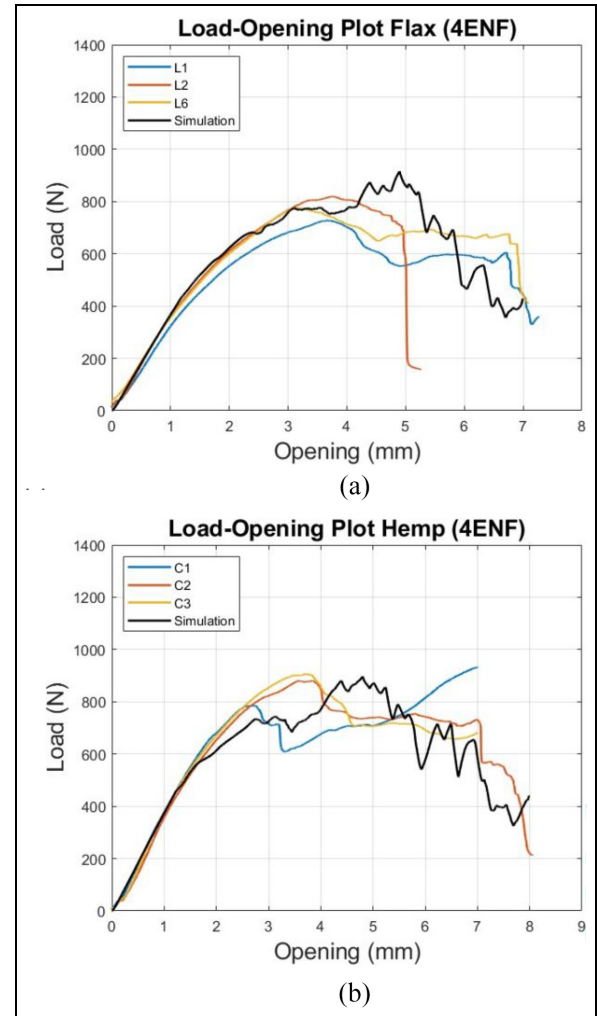 Load-Opening Plot Flax (4ENF)
1400
1200
1000
800
600
400
200
0
Load (N)
L1
L2
L6
Simulation
0 1 2 3 4 5 6 7 8
Opening (mm)
(a)
Load-Opening Plot Hemp (4ENF)
1400
1200
1000
800
600
400
200
0
Load (N)
C1
C2
C3
Simulation
0 1 2 3 4 5 6 7 8 9
Opening (mm)
(b)